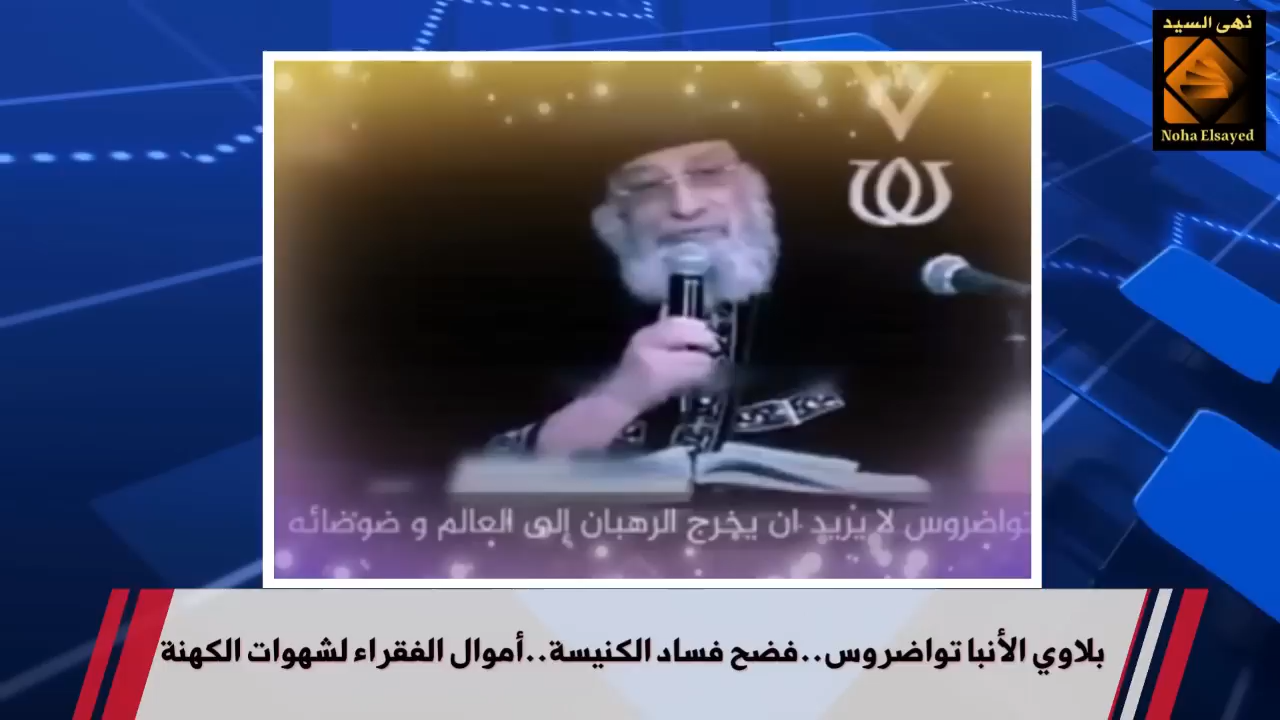 نهى السيد
Noha Elsayed
تواضروس لا يريد ان يخرج الرهبان إلى العالم و ضوضائه
بلاوي الأنبا تواضروس..فضح فساد الكنيسة..أموال الفقراء لشهوات الكهنة